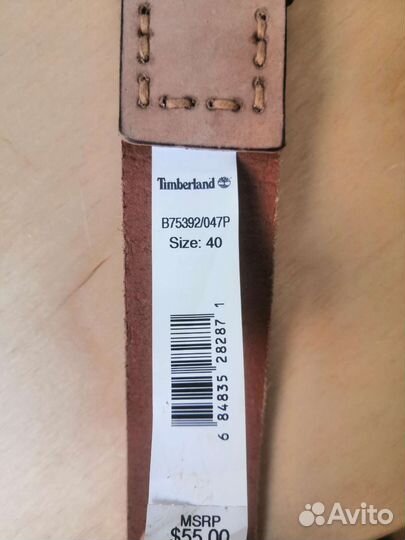 Timberland
B75392/047P
Size: 40
6 84835 28287 1
MSRP
$55.00
Avito